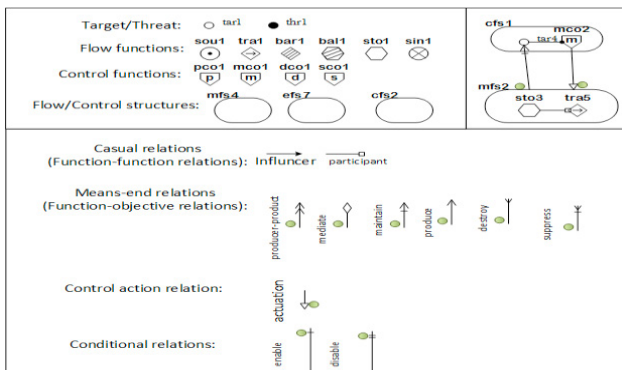 Target/Threat: tar1 thr1
Flow functions: sou1 tra1 bar1 bal1 sto1 sin1
Control functions: pco1 mco1 dco1 sco1
p m d s
Flow/Control structures: mfs4 efs7 cfs2
cfs1 mco2
tar4 m
mfs2
sto3 tra5
Casual relations
(Function-function relations): Influncer participant
Means-end relations
(Function-objective relations):
producer-product mediate maintain produce destroy suppress
Control action relation: actuation
Conditional relations: enable disable